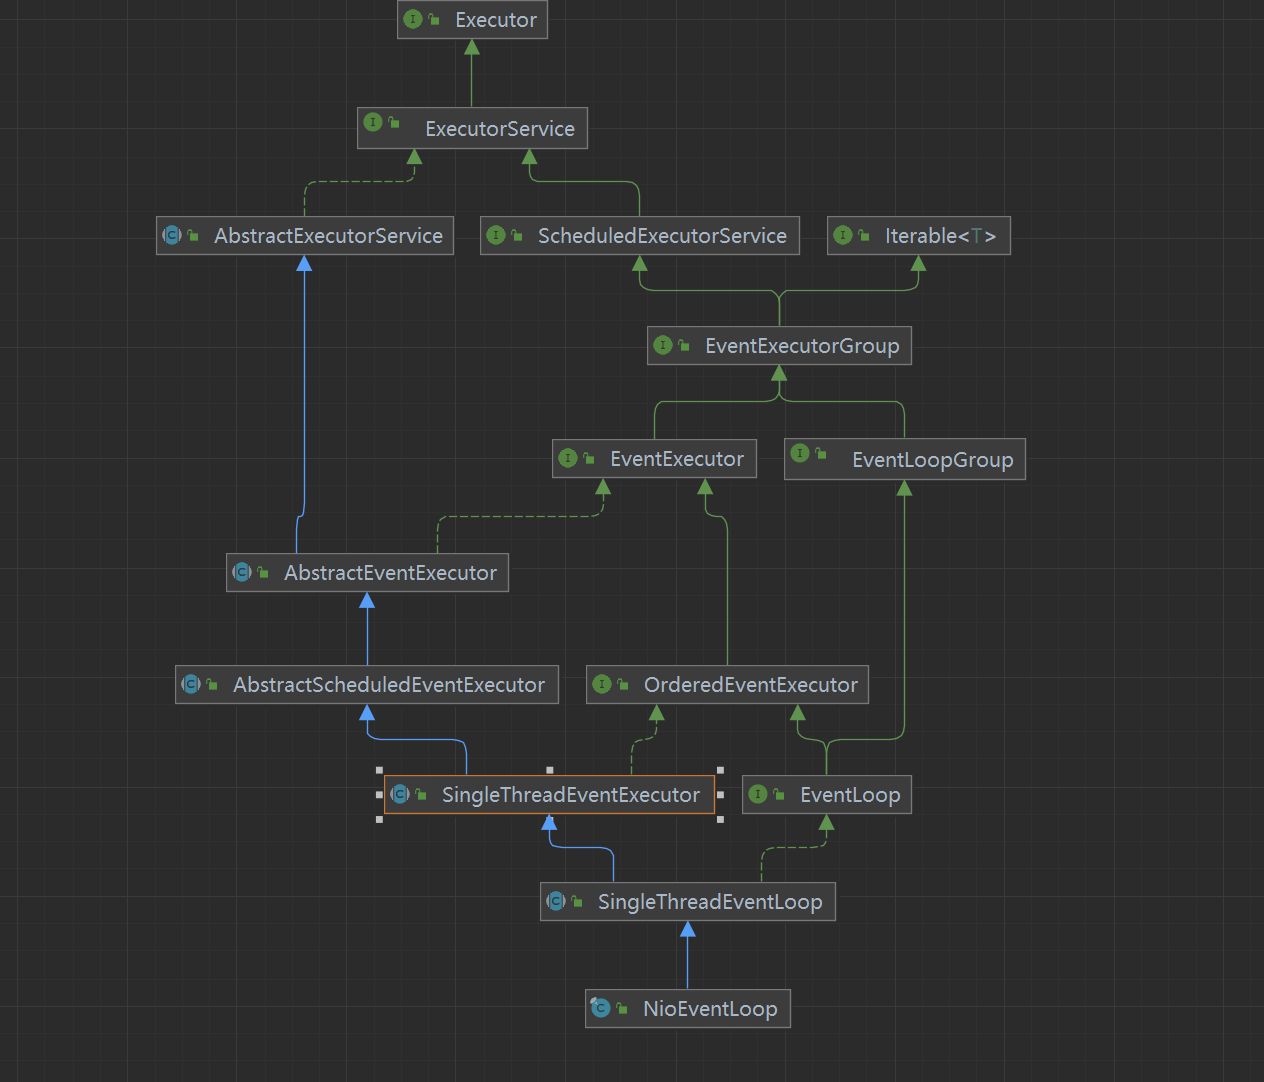 Executor
ExecutorService
AbstractExecutorService
ScheduledExecutorService
Iterable<T>
EventExecutorGroup
EventExecutor
EventLoopGroup
AbstractEventExecutor
AbstractScheduledEventExecutor
OrderedEventExecutor
SingleThreadEventExecutor
EventLoop
SingleThreadEventLoop
NioEventLoop